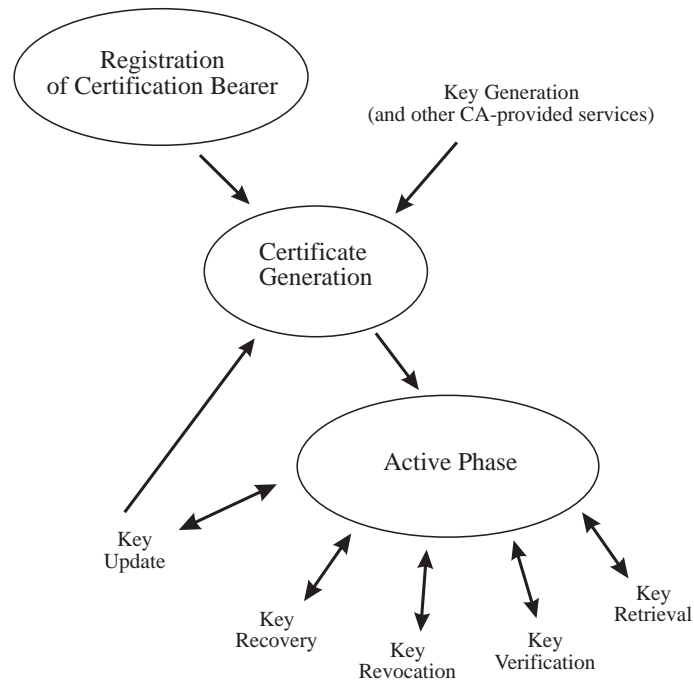 Registration
of Certification Bearer
Key Generation
(and other CA-provided services)
Certificate
Generation
Active Phase
Key
Update
Key
Recovery
Key
Revocation
Key
Verification
Key
Retrieval